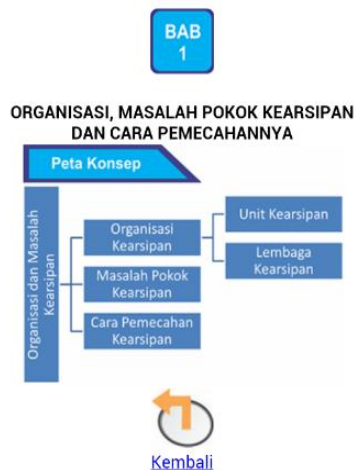 BAB
1
ORGANISASI, MASALAH POKOK KEARSIPAN
DAN CARA PEMECAHANNYA
Peta Konsep
Organisasi dan Masalah
Kearsipan
Organisasi
Kearsipan
Unit Kearsipan
Lembaga
Kearsipan
Masalah Pokok
Kearsipan
Cara Pemecahan
Kearsipan
Kembali